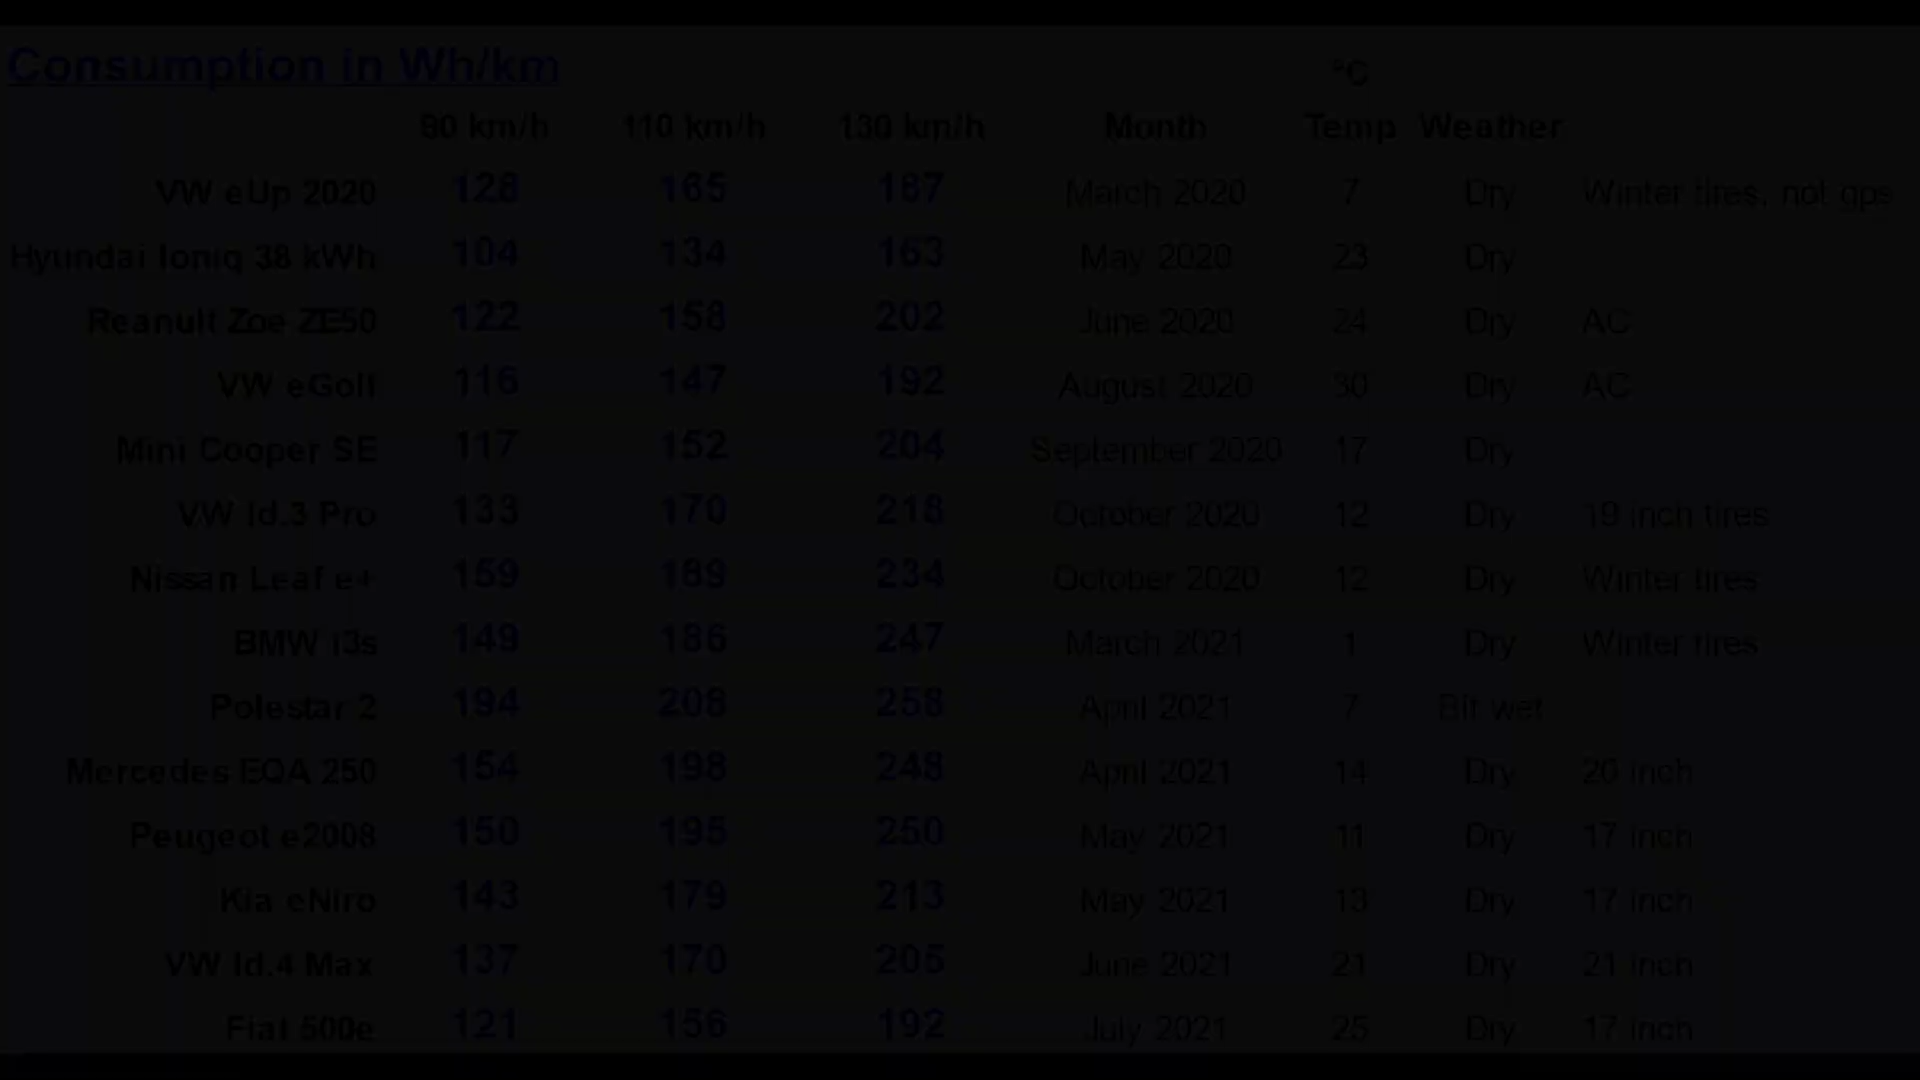 Consumption in Wh/km °C
90 km/h 110 km/h 130 km/h Month Temp Weather
VW eUp 2020 128 165 187 March 2020 7 Dry Winter tires, not gps
Hyundai Ioniq 38 kWh 104 134 163 May 2020 23 Dry
Reanult Zoe ZE50 122 158 202 June 2020 24 Dry AC
VW eGolf 116 147 192 August 2020 30 Dry AC
Mini Cooper SE 117 152 204 September 2020 17 Dry
VW Id.3 Pro 133 170 218 October 2020 12 Dry 19 inch tires
Nissan Leaf e+ 159 189 234 October 2020 12 Dry Winter tires
BMW i3s 149 186 247 March 2021 1 Dry Winter tires
Polestar 2 194 208 258 April 2021 7 Bit wet
Mercedes EQA 250 154 198 248 April 2021 14 Dry 20 inch
Peugeot e2008 150 195 250 May 2021 11 Dry 17 inch
Kia eNiro 143 179 213 May 2021 13 Dry 17 inch
VW Id.4 Max 137 170 205 June 2021 21 Dry 21 inch
Fiat 500e 121 156 192 July 2021 25 Dry 17 inch